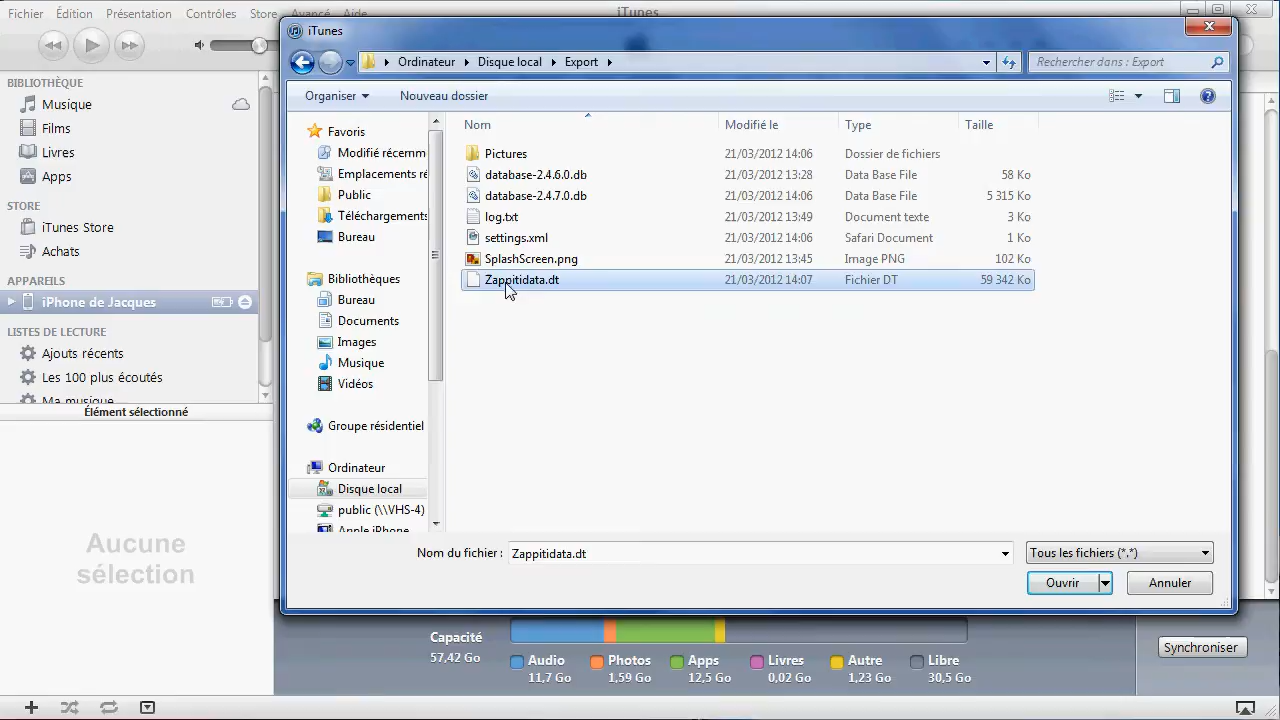 Fichier Édition Présentation Contrôles Store Avancé Aide
iTunes
BIBLIOTHÈQUE
Musique
Films
Livres
Apps
STORE
iTunes Store
Achats
APPAREILS
iPhone de Jacques
LISTES DE LECTURE
Ajouts récents
Les 100 plus écoutés
Ma musique
Élément sélectionné
Aucune
sélection
iTunes
Ordinateur Disque local Export
Rechercher dans : Export
Organiser Nouveau dossier
Favoris
Modifié récemm
Emplacements ré
Public
Téléchargements
Bureau
Bibliothèques
Bureau
Documents
Images
Musique
Vidéos
Groupe résidentiel
Ordinateur
Disque local
public (\\VHS-4)
Apple iPhone
Nom Modifié le Type Taille
Pictures 21/03/2012 14:06 Dossier de fichiers
database-2.4.6.0.db 21/03/2012 13:28 Data Base File 58 Ko
database-2.4.7.0.db 21/03/2012 14:06 Data Base File 5 315 Ko
log.txt 21/03/2012 13:49 Document texte 3 Ko
settings.xml 21/03/2012 14:06 Safari Document 1 Ko
SplashScreen.png 21/03/2012 13:45 Image PNG 102 Ko
Zappitidata.dt 21/03/2012 14:07 Fichier DT 59 342 Ko
Nom du fichier : Zappitidata.dt Tous les fichiers (*.*)
Ouvrir Annuler
Capacité
57,42 Go
Audio
11,7 Go
Photos
1,59 Go
Apps
12,5 Go
Livres
0,02 Go
Autre
1,23 Go
Libre
30,5 Go
Synchroniser